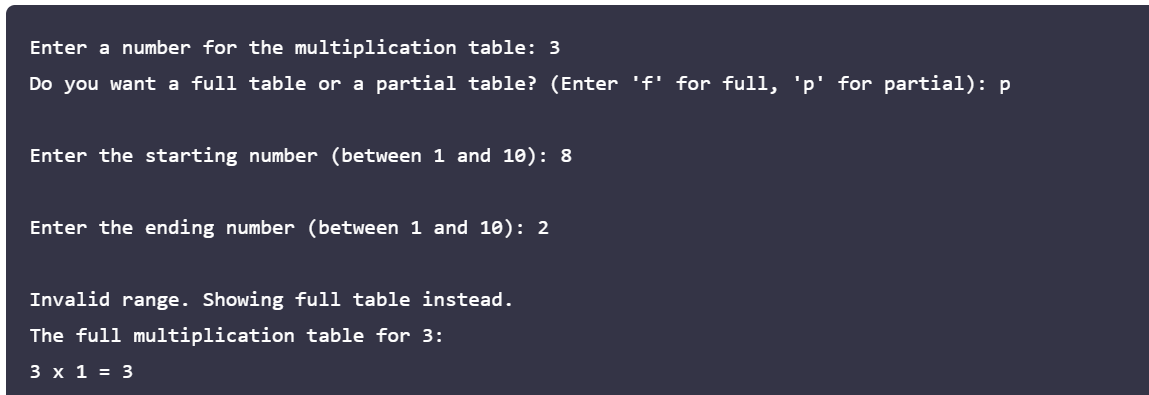 Enter a number for the multiplication table: 3
Do you want a full table or a partial table? (Enter 'f' for full, 'p' for partial): p
Enter the starting number (between 1 and 10): 8
Enter the ending number (between 1 and 10): 2
Invalid range. Showing full table instead.
The full multiplication table for 3:
3 x 1 = 3